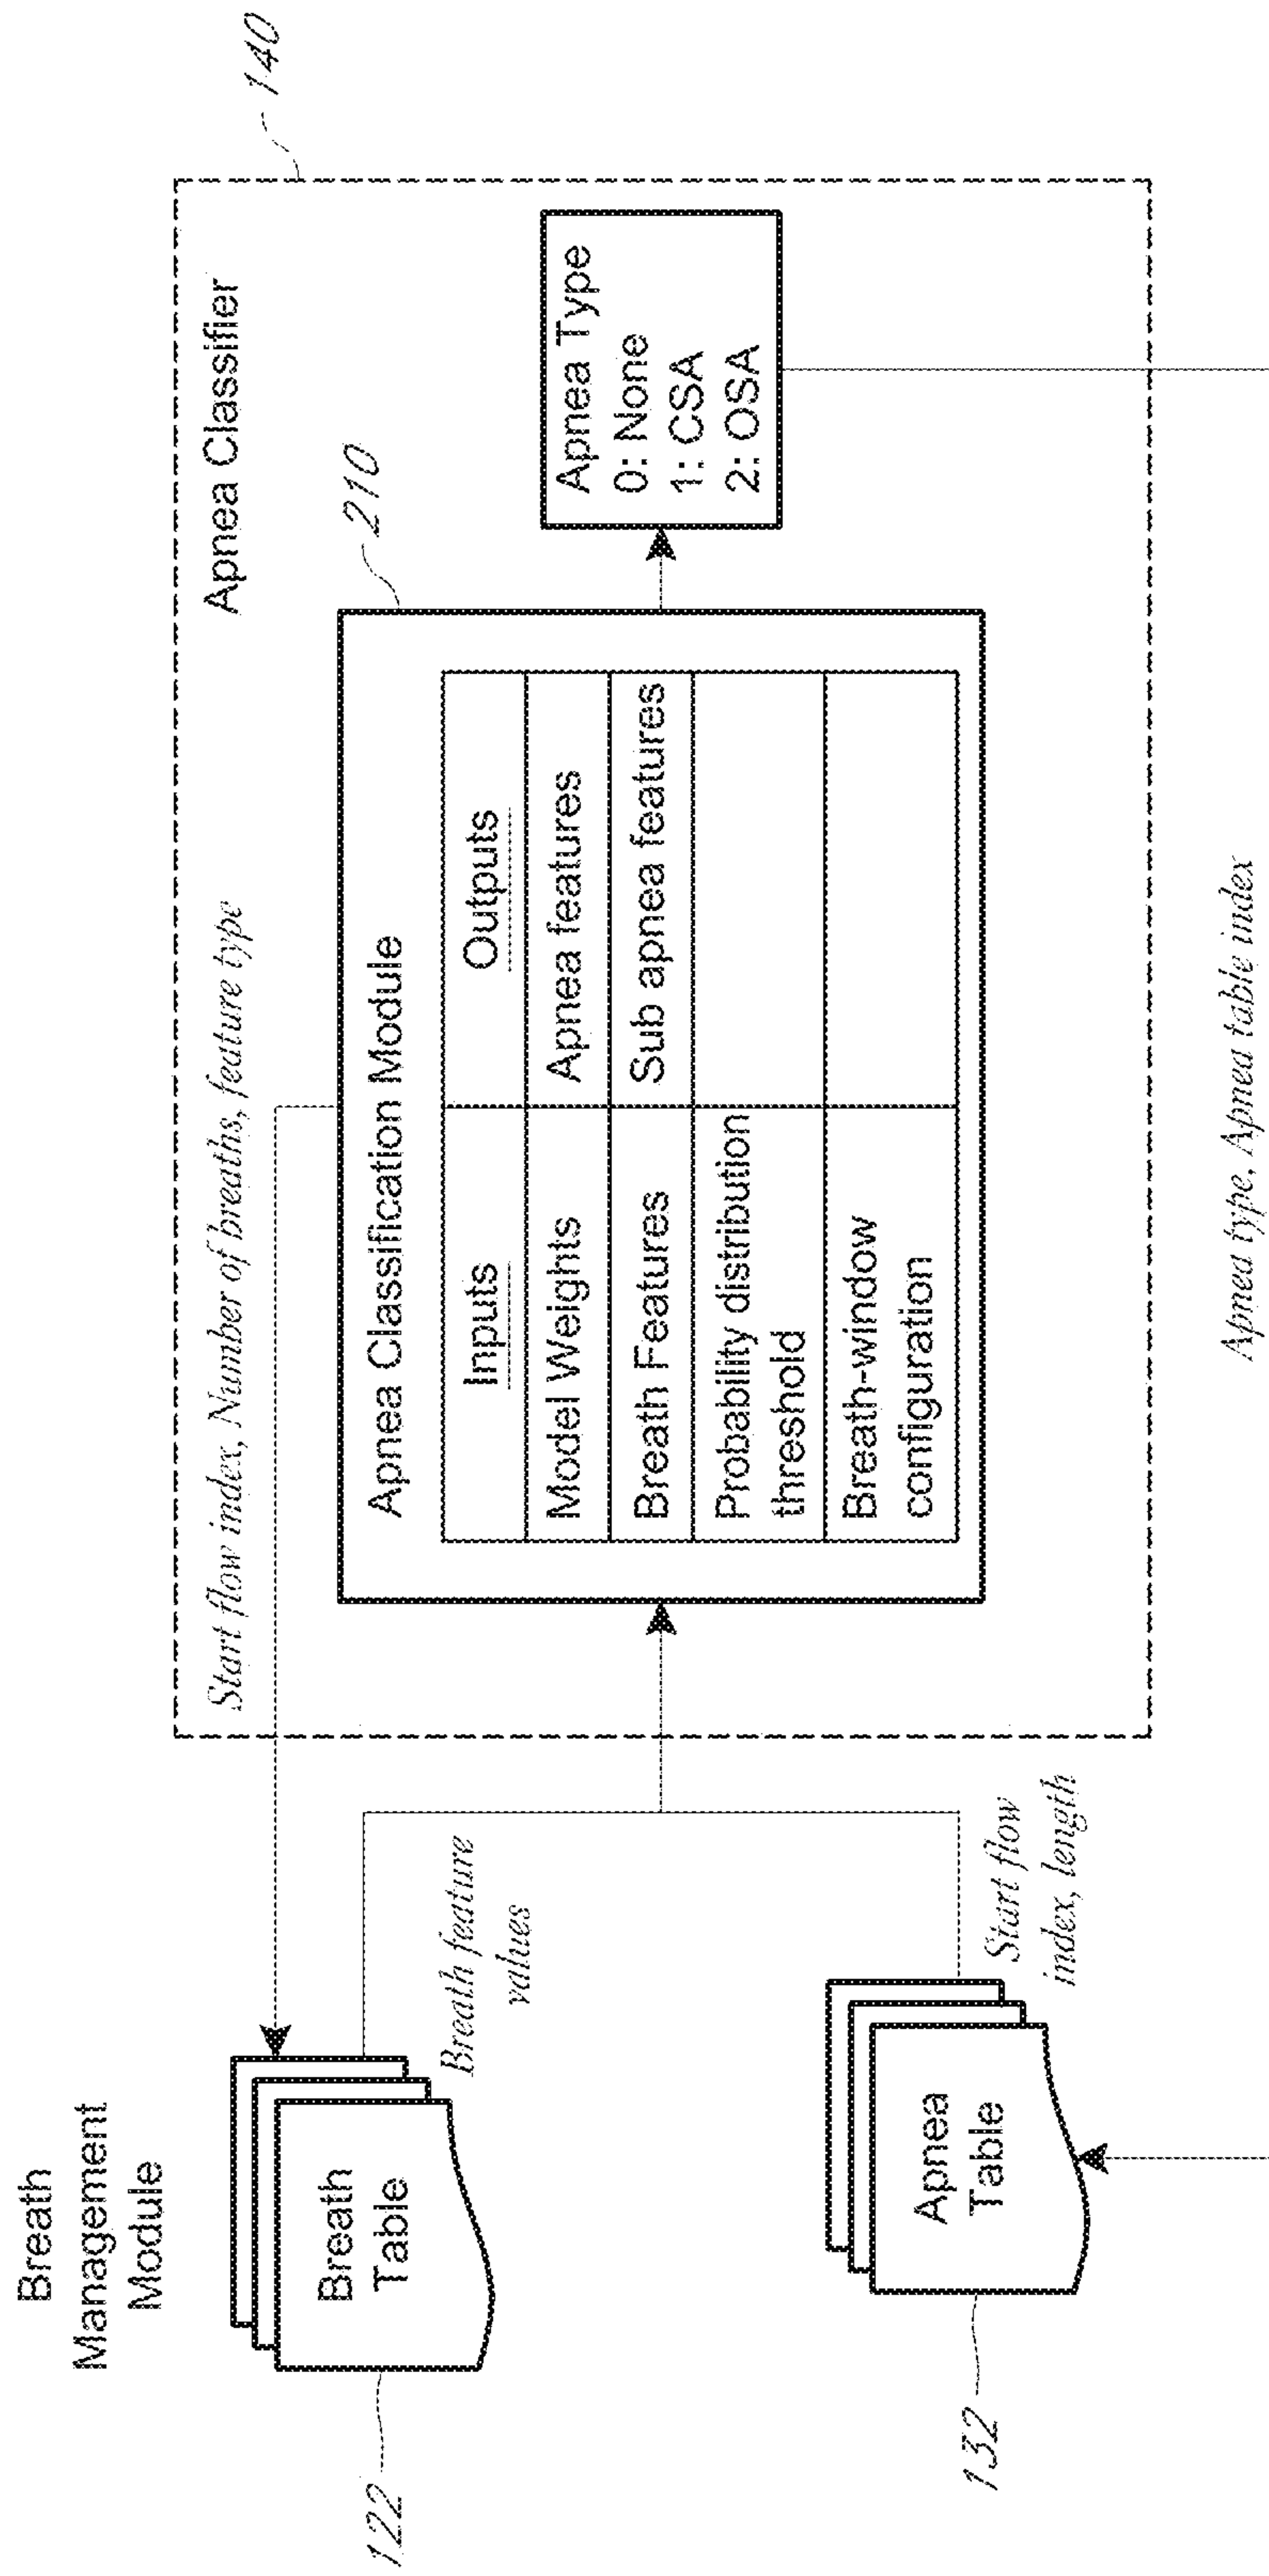 Breath
Management
Module
Breath
Table
122
Breath feature
values
Apnea
Table
132
Start flow
index, length
140
Apnea Classifier
Start flow index, Number of breaths, feature type
210
Apnea Classification Module
Inputs
Outputs
Model Weights
Apnea features
Breath Features
Sub apnea features
Probability distribution
threshold
Breath-window
configuration
Apnea Type
0: None
1: CSA
2: OSA
Apnea type, Apnea table index